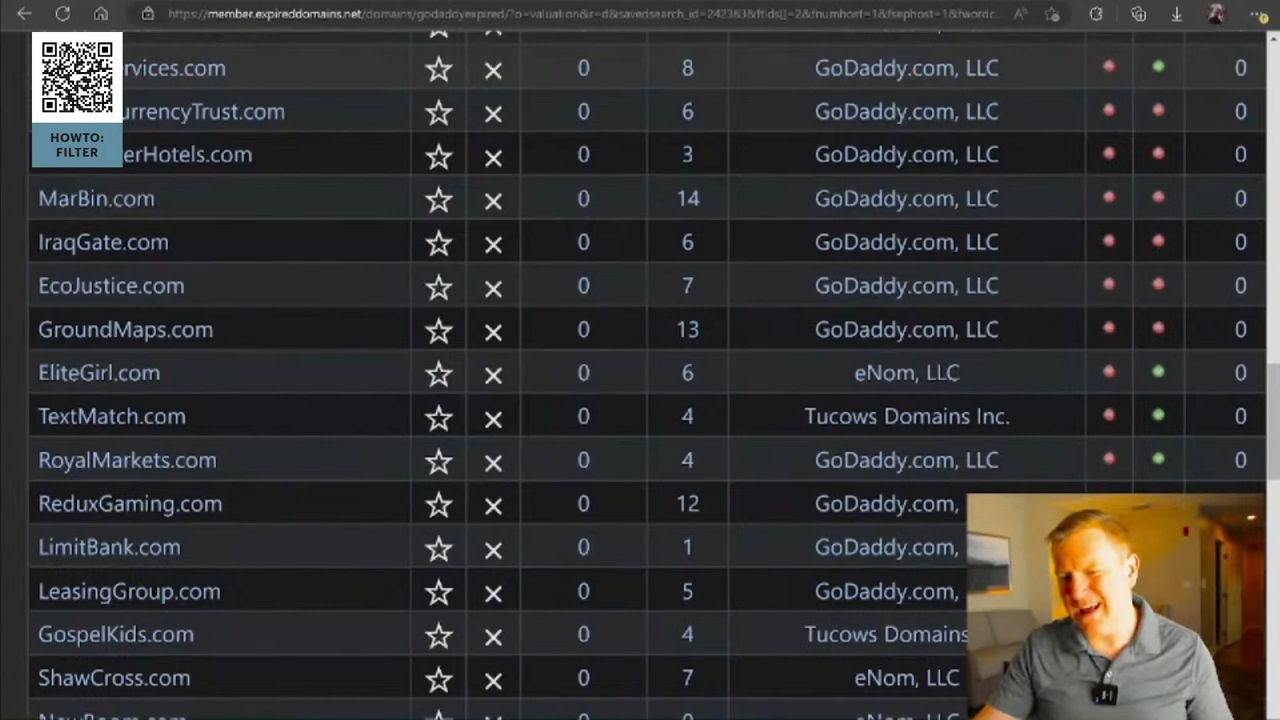 https://member.expireddomains.net/domains/godaddyexpired/?o=valuation&r=d&savedsearch_id=242363&ftlds[]=2&fnumhost=1&fsephost=1&fwordc...
HOWTO:
FILTER
rvices.com 0 8 GoDaddy.com, LLC 0
urrencyTrust.com 0 6 GoDaddy.com, LLC 0
erHotels.com 0 3 GoDaddy.com, LLC 0
MarBin.com 0 14 GoDaddy.com, LLC 0
IraqGate.com 0 6 GoDaddy.com, LLC 0
EcoJustice.com 0 7 GoDaddy.com, LLC 0
GroundMaps.com 0 13 GoDaddy.com, LLC 0
EliteGirl.com 0 6 eNom, LLC 0
TextMatch.com 0 4 Tucows Domains Inc. 0
RoyalMarkets.com 0 4 GoDaddy.com, LLC 0
ReduxGaming.com 0 12 GoDaddy.com,
LimitBank.com 0 1 GoDaddy.com,
LeasingGroup.com 0 5 GoDaddy.com,
GospelKids.com 0 4 Tucows Domains
ShawCross.com 0 7 eNom, LLC